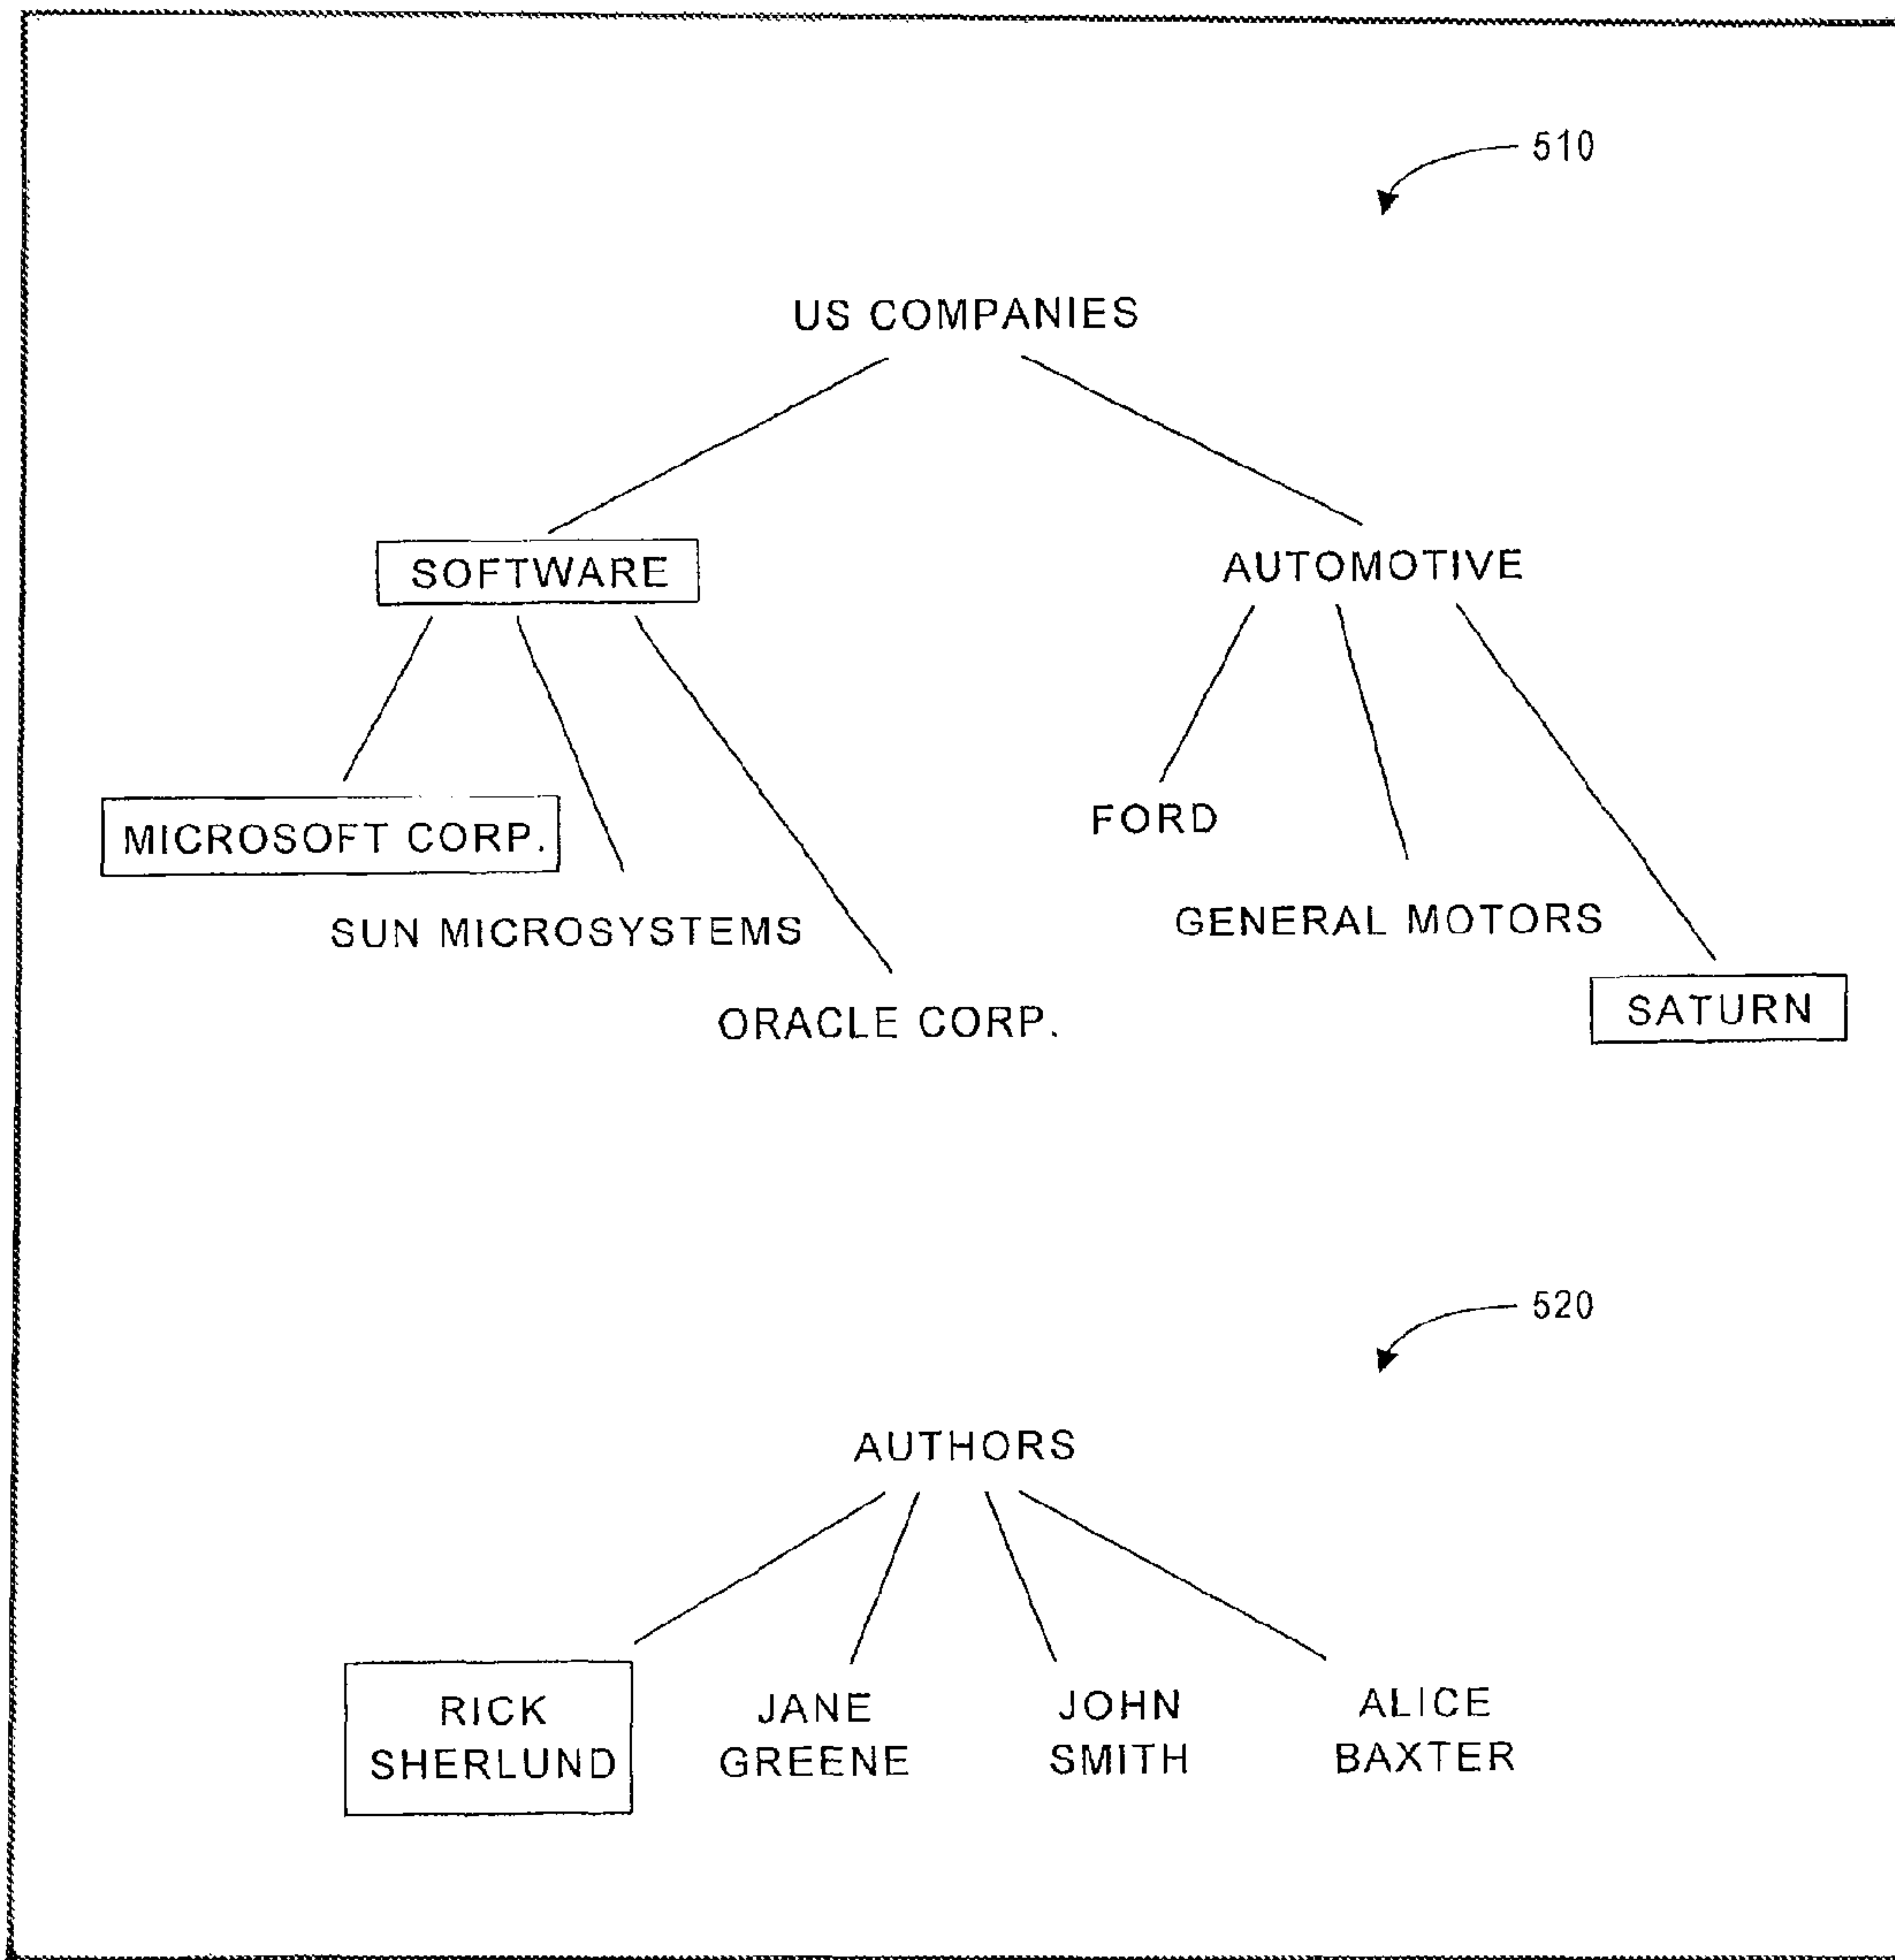 510
US COMPANIES
SOFTWARE
AUTOMOTIVE
MICROSOFT CORP.
FORD
SUN MICROSYSTEMS
GENERAL MOTORS
ORACLE CORP.
SATURN
520
AUTHORS
RICK
SHERLUND
JANE
GREENE
JOHN
SMITH
ALICE
BAXTER